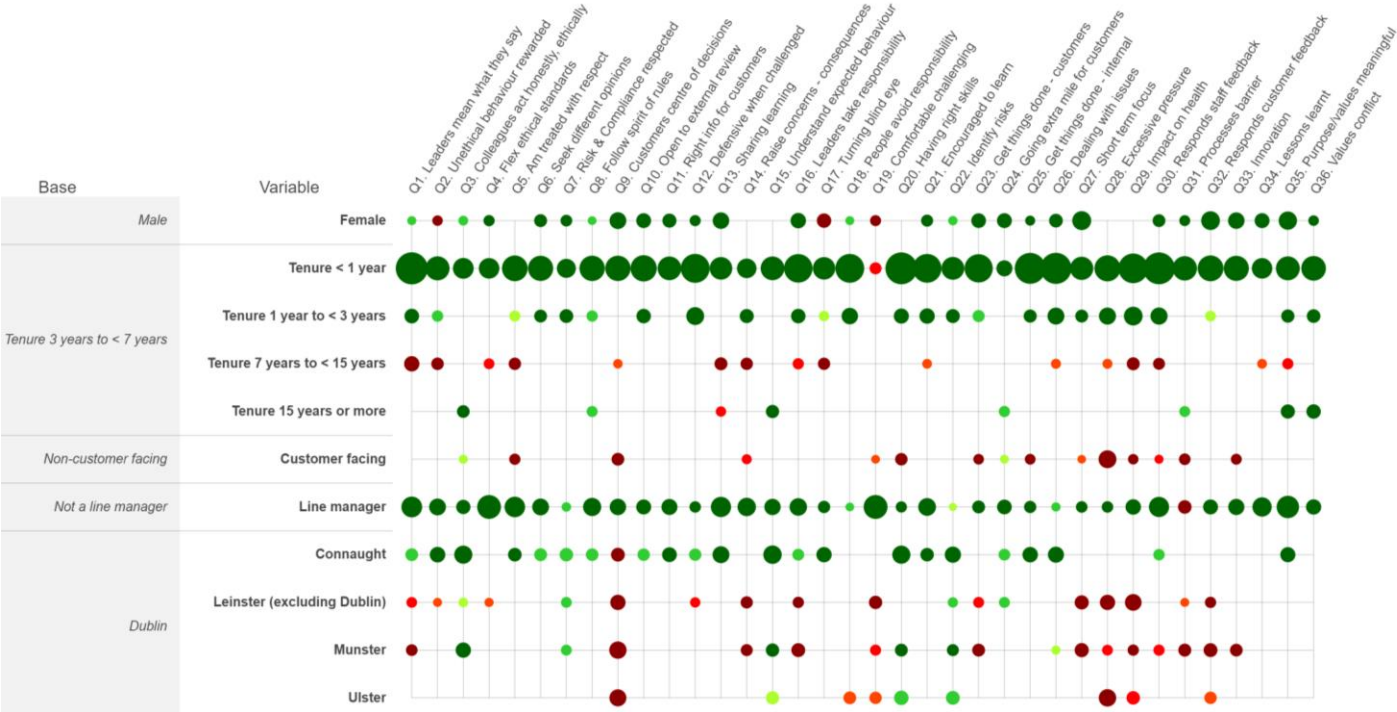 Q1. Leaders mean what they say
Q2. Unethical behaviour rewarded
Q3. Colleagues act honestly, ethically
Q4. Flex ethical standards
Q5. Am treated with respect
Q6. Seek different opinions
Q7. Risk & Compliance respected
Q8. Follow spirit of rules
Q9. Customers centre of decisions
Q10. Open to external review
Q11. Right info for customers
Q12. Defensive when challenged
Q13. Sharing learning
Q14. Raise concerns - consequences
Q15. Understand expected behaviour
Q16. Leaders take responsibility
Q17. Turning blind eye
Q18. People avoid responsibility
Q19. Comfortable challenging
Q20. Having right skills
Q21. Encouraged to learn
Q22. Identify risks
Q23. Get things done - customers
Q24. Going extra mile for customers
Q25. Get things done - internal
Q26. Dealing with issues
Q27. Short term focus
Q28. Excessive pressure
Q29. Impact on health
Q30. Responds staff feedback
Q31. Processes barrier
Q32. Responds customer feedback
Q33. Innovation
Q34. Lessons learnt
Q35. Purpose/values meaningful
Q36. Values conflict
Base
Variable
Male
Female
Tenure < 1 year
Tenure 1 year to < 3 years
Tenure 3 years to < 7 years
Tenure 7 years to < 15 years
Tenure 15 years or more
Non-customer facing
Customer facing
Not a line manager
Line manager
Connaught
Leinster (excluding Dublin)
Dublin
Munster
Ulster